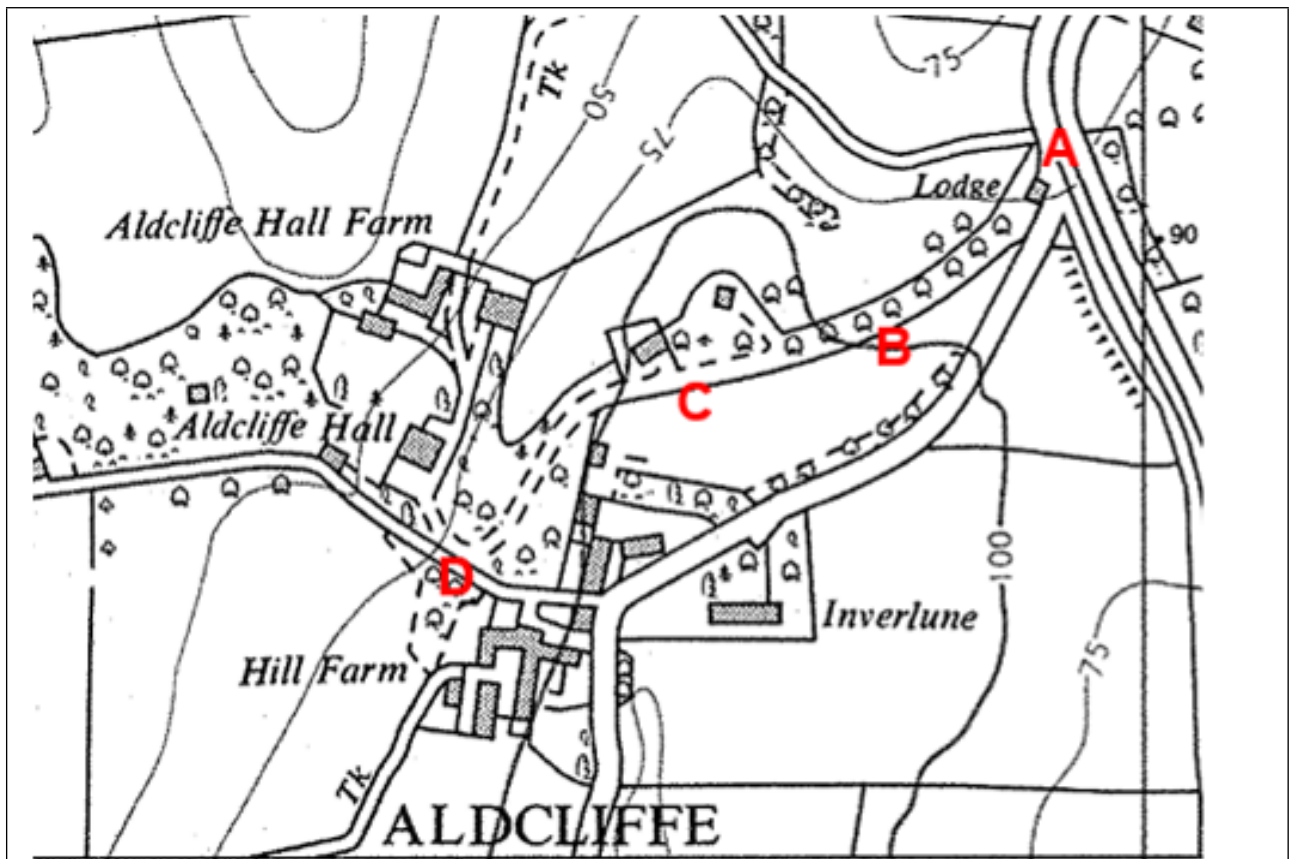 75
Tk
50
A
75
Lodge
Aldcliffe Hall Farm
90
B
C
Aldcliffe Hall
100
D
Inverlune
Hill Farm
75
Tk
ALDCLIFFE